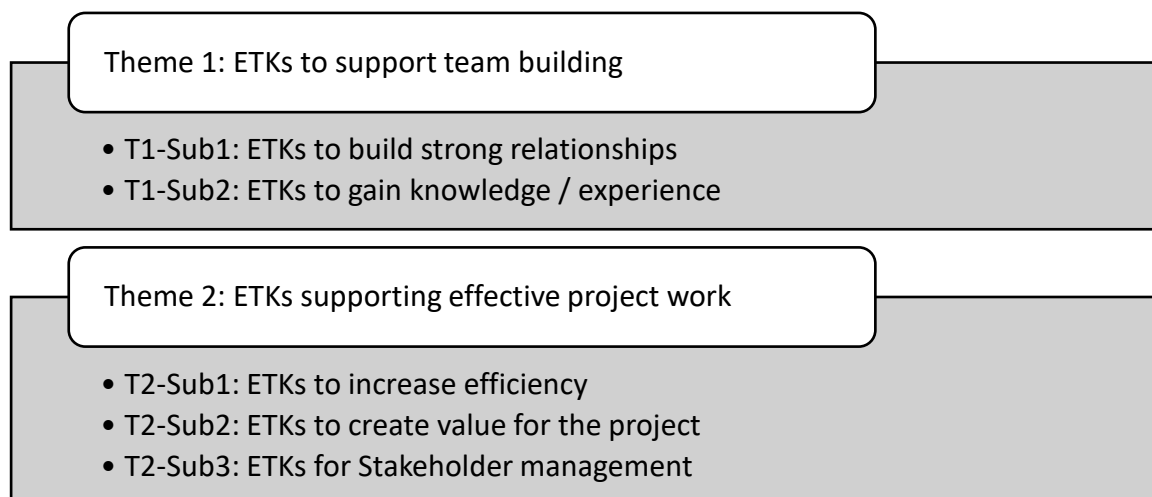 Theme 1: ETKs to support team building
• T1-Sub1: ETKs to build strong relationships
• T1-Sub2: ETKs to gain knowledge / experience
Theme 2: ETKs supporting effective project work
• T2-Sub1: ETKs to increase efficiency
• T2-Sub2: ETKs to create value for the project
• T2-Sub3: ETKs for Stakeholder management